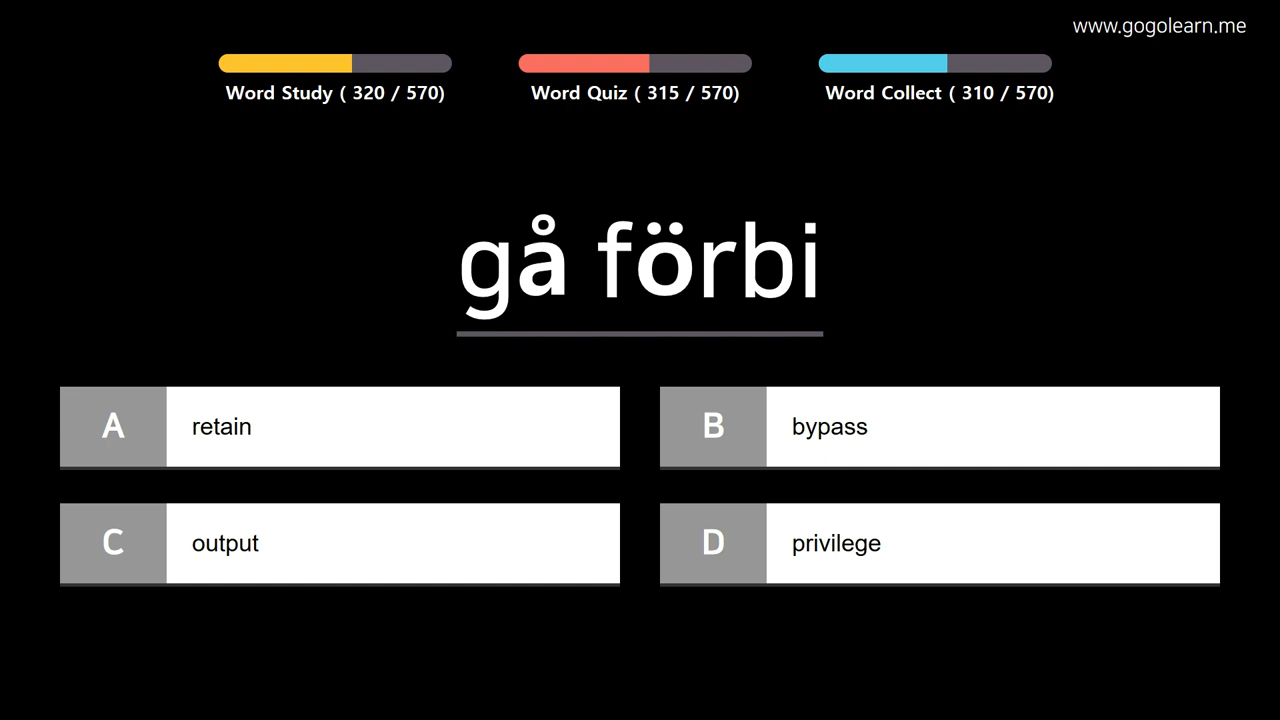 www.gogolearn.me
Word Study ( 320 / 570)
Word Quiz ( 315 / 570)
Word Collect ( 310 / 570)
gå förbi
A retain
B bypass
C output
D privilege